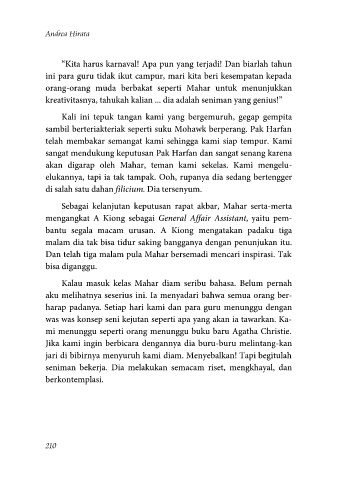 Andrea Hirata
"Kita harus karnaval! Apa pun yang terjadi! Dan biarlah tahun
ini para guru tidak ikut campur, mari kita beri kesempatan kepada
orang-orang muda berbakat seperti Mahar untuk menunjukkan
kreativitasnya, tahukah kalian ... dia adalah seniman yang genius!"
Kali ini tepuk tangan kami yang bergemuruh, gegap gempita
sambil berteriakteriak seperti suku Mohawk berperang. Pak Harfan
telah membakar semangat kami sehingga kami siap tempur. Kami
sangat mendukung keputusan Pak Harfan dan sangat senang karena
akan digarap oleh Mahar, teman kami sekelas. Kami mengelu-
elukannya, tapi ia tak tampak. Ooh, rupanya dia sedang bertengger
di salah satu dahan filicium. Dia tersenyum.
Sebagai kelanjutan keputusan rapat akbar, Mahar serta-merta
mengangkat A Kiong sebagai General Affair Assistant, yaitu pem-
bantu segala macam urusan. A Kiong mengatakan padaku tiga
malam dia tak bisa tidur saking bangganya dengan penunjukan itu.
Dan telah tiga malam pula Mahar bersemadi mencari inspirasi. Tak
bisa diganggu.
Kalau masuk kelas Mahar diam seribu bahasa. Belum pernah
aku melihatnya seserius ini. Ia menyadari bahwa semua orang ber-
harap padanya. Setiap hari kami dan para guru menunggu dengan
was was konsep seni kejutan seperti apa yang akan ia tawarkan. Ka-
mi menunggu seperti orang menunggu buku baru Agatha Christie.
Jika kami ingin berbicara dengannya dia buru-buru melintang-kan
jari di bibirnya menyuruh kami diam. Menyebalkan! Tapi begitulah
seniman bekerja. Dia melakukan semacam riset, mengkhayal, dan
berkontemplasi.
210